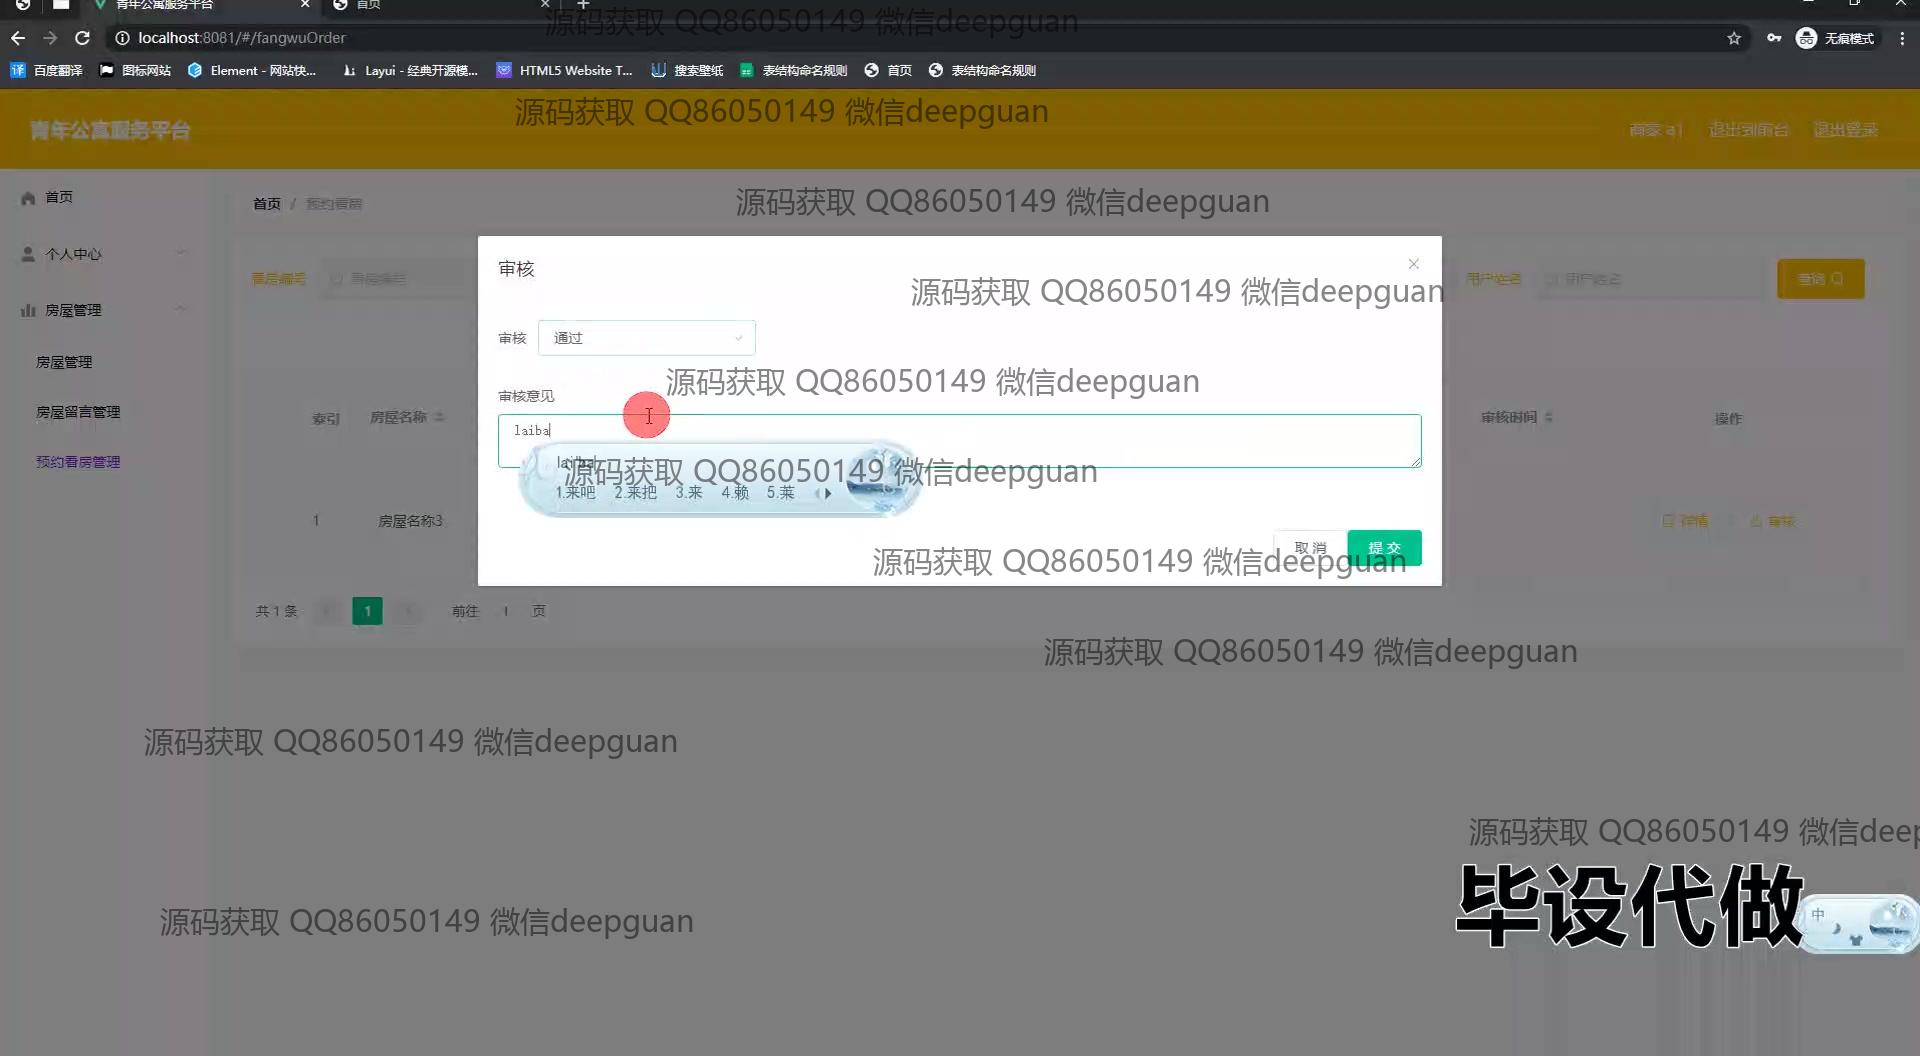 青年公寓服务平台
首页
源码获取 QQ86050149 微信deepguan
localhost:8081/#/fangwuOrder
无痕模式
百度翻译
图标网站
Element - 网站快...
Layui - 经典开源模...
HTML5 Website T...
搜索壁纸
表结构命名规则
首页
表结构命名规则
源码获取 QQ86050149 微信deepguan
青年公寓服务平台
商家 a1
退出到前台
退出登录
首页
首页 / 预约看房
源码获取 QQ86050149 微信deepguan
个人中心
审核
用户姓名
用户姓名
查询
源码获取 QQ86050149 微信deepguan
房屋管理
审核
通过
房屋管理
源码获取 QQ86050149 微信deepguan
审核意见
房屋留言管理
索引
房屋名称
laiba
审核时间
操作
预约看房管理
laiba
源码获取 QQ86050149 微信deepguan
1.来吧 2.来把 3.来 4.赖 5.莱
1
房屋名称3
详情
审核
取消
提交
源码获取 QQ86050149 微信deepguan
共 1 条
1
前往 1 页
源码获取 QQ86050149 微信deepguan
源码获取 QQ86050149 微信deepguan
源码获取 QQ86050149 微信deep
毕设代做
中
源码获取 QQ86050149 微信deepguan